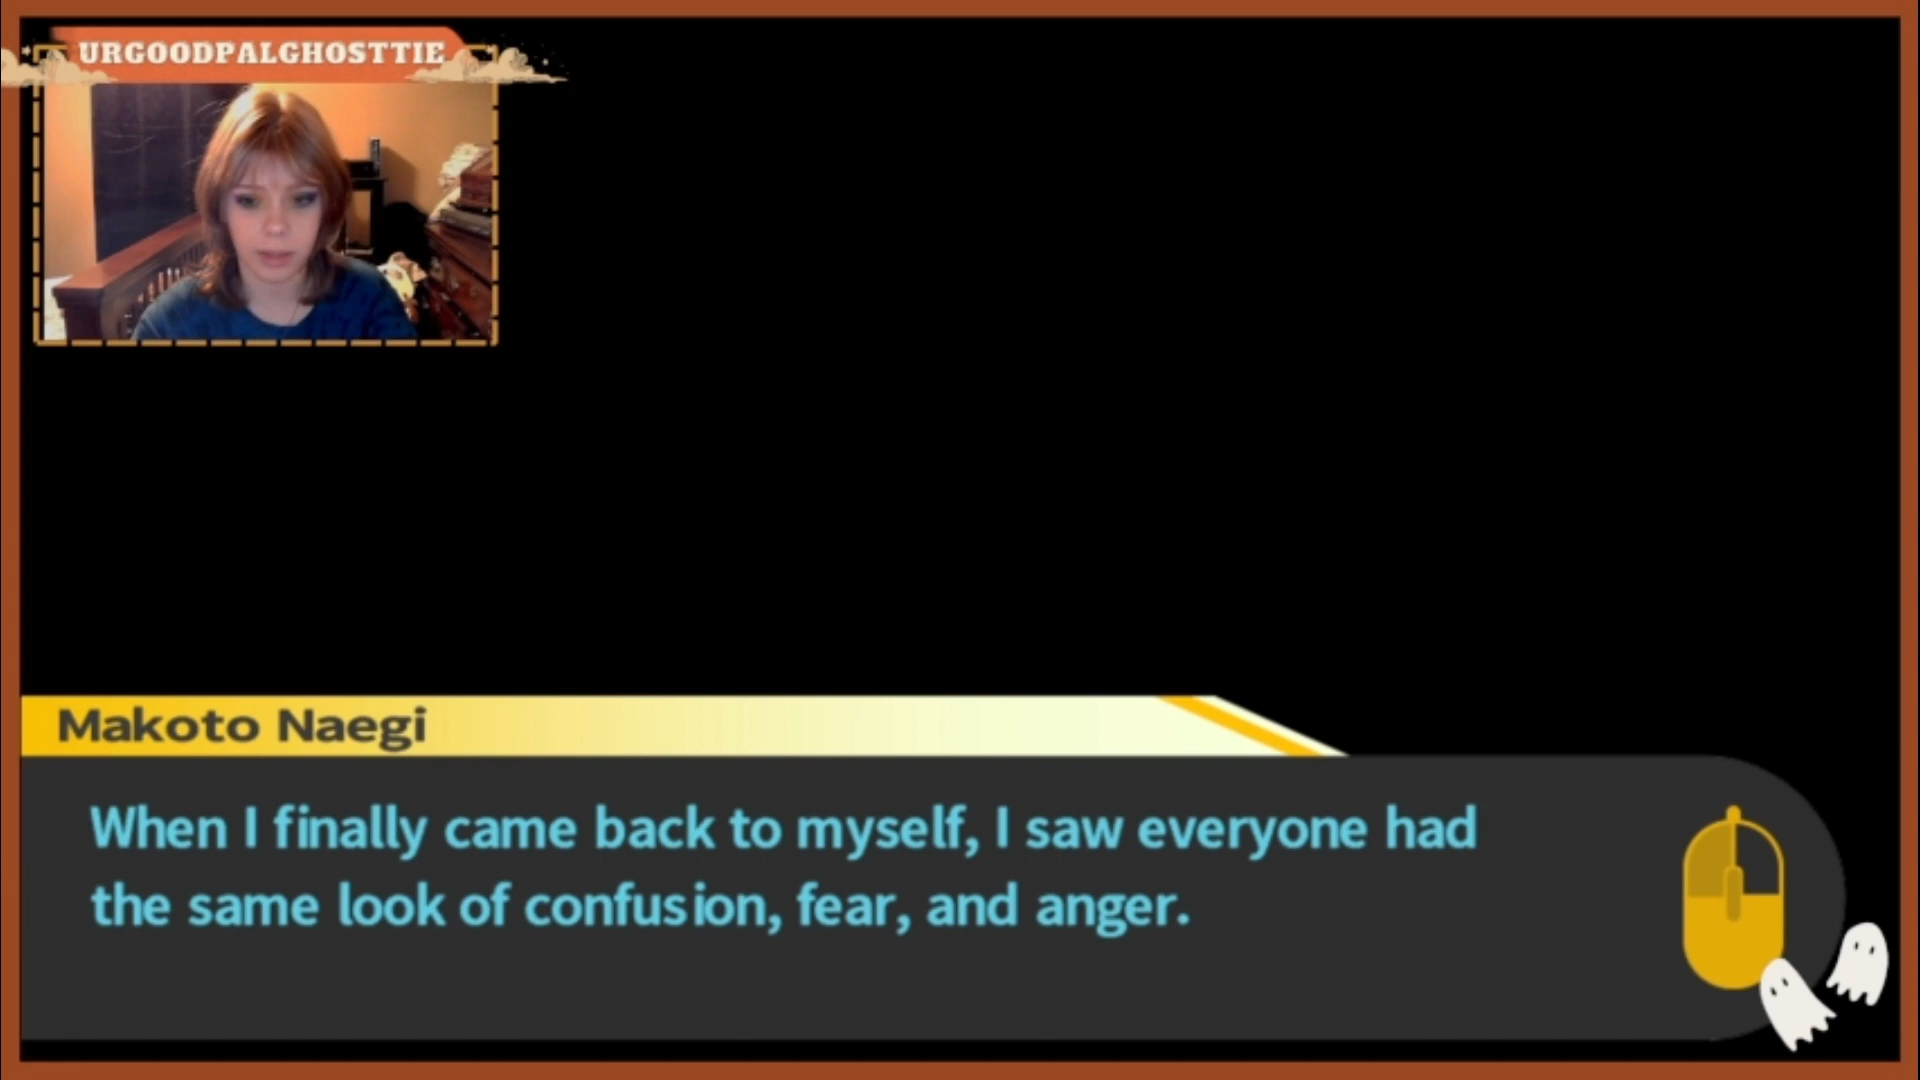 URGOODPALGHOSTTIE
Makoto Naegi
When I finally came back to myself, I saw everyone had
the same look of confusion, fear, and anger.